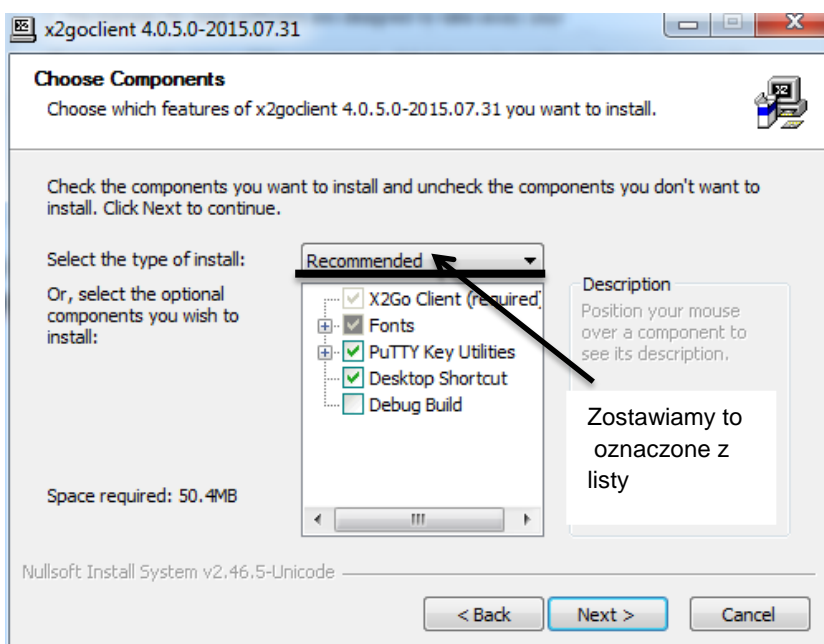 x2goclient 4.0.5.0-2015.07.31
Choose Components
Choose which features of x2goclient 4.0.5.0-2015.07.31 you want to install.
Check the components you want to install and uncheck the components you don't want to
install. Click Next to continue.
Select the type of install:
Recommended
Or, select the optional
components you wish to
install:
X2Go Client (required)
Fonts
PuTTY Key Utilities
Desktop Shortcut
Debug Build
Description
Position your mouse
over a component to
see its description.
Zostawiamy to
oznaczone z
listy
Space required: 50.4MB
Nullsoft Install System v2.46.5-Unicode
< Back
Next >
Cancel